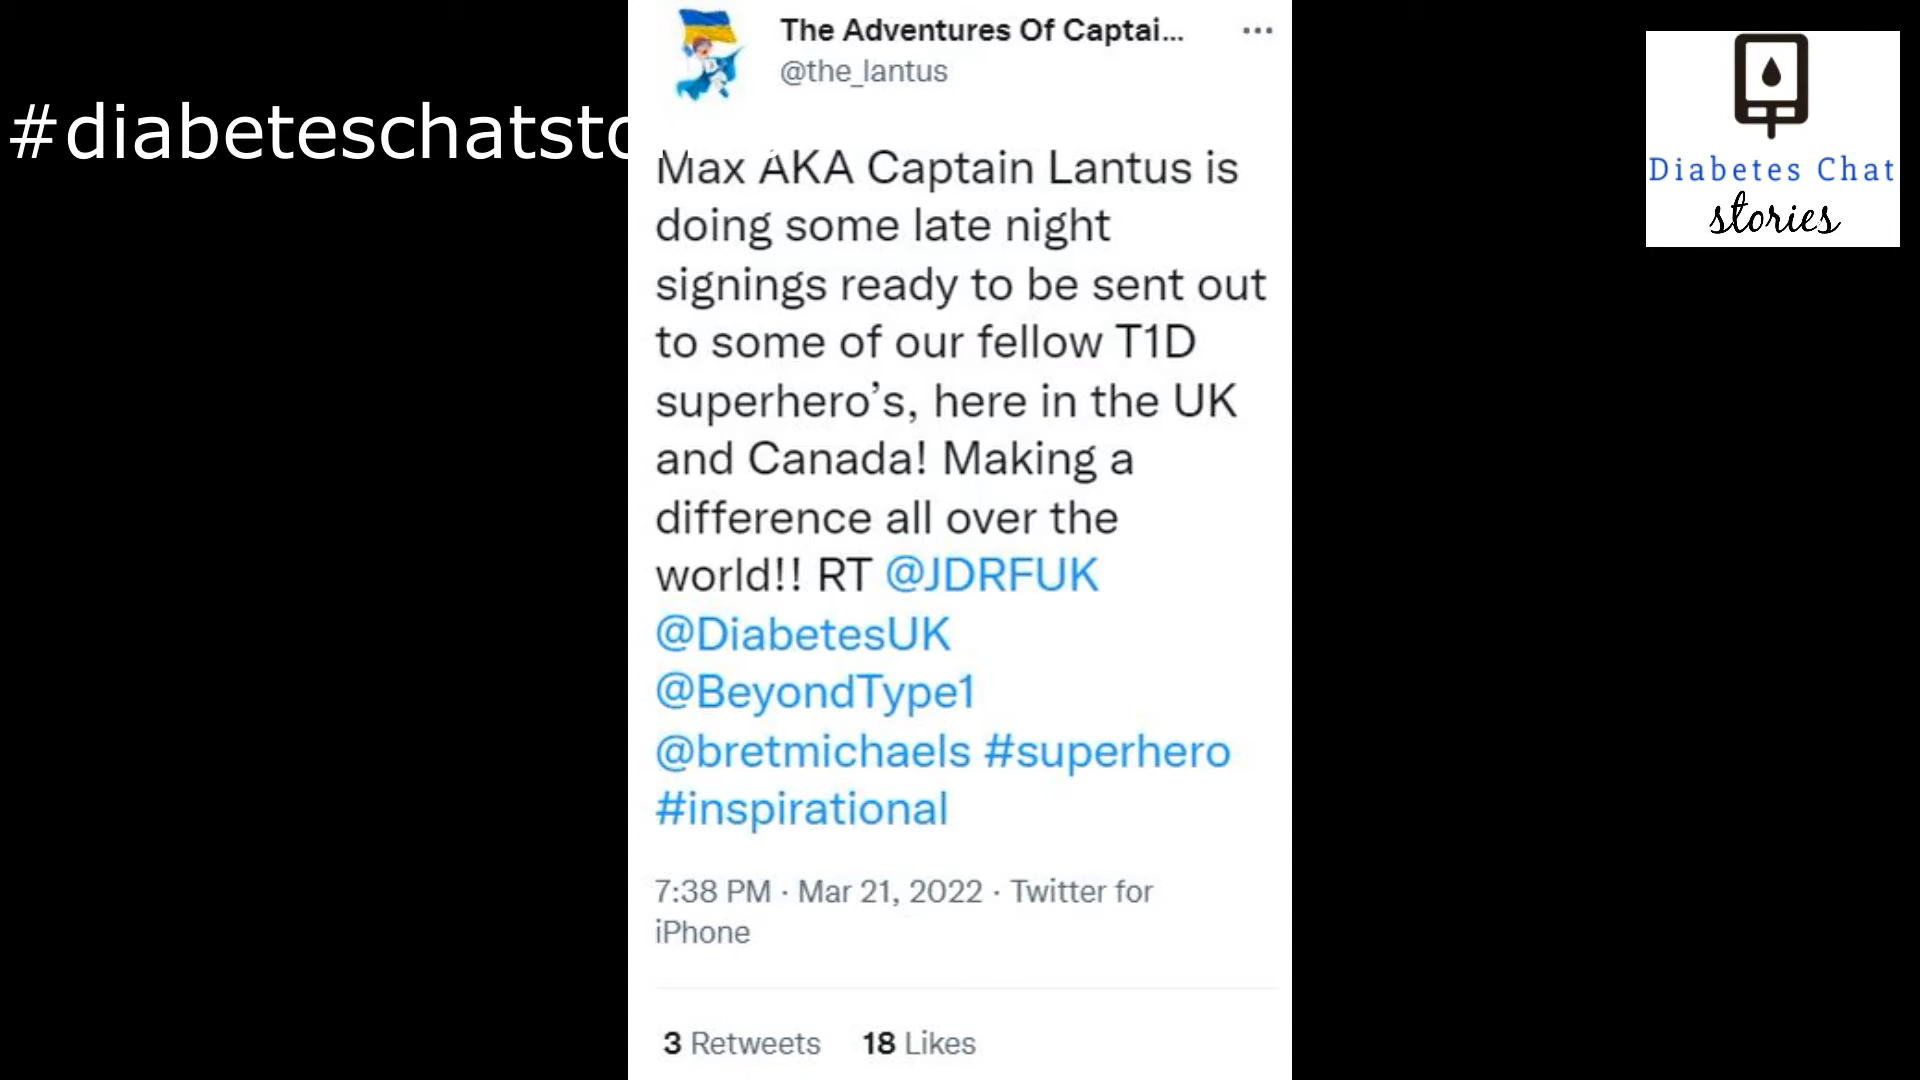 The Adventures Of Captai...
@the_lantus
#diabeteschatsto
Max AKA Captain Lantus is
doing some late night
signings ready to be sent out
to some of our fellow T1D
superhero’s, here in the UK
and Canada! Making a
difference all over the
world!! RT @JDRFUK
@DiabetesUK
@BeyondType1
@bretmichaels #superhero
#inspirational
7:38 PM · Mar 21, 2022 · Twitter for
iPhone
3 Retweets 18 Likes
Diabetes Chat
stories